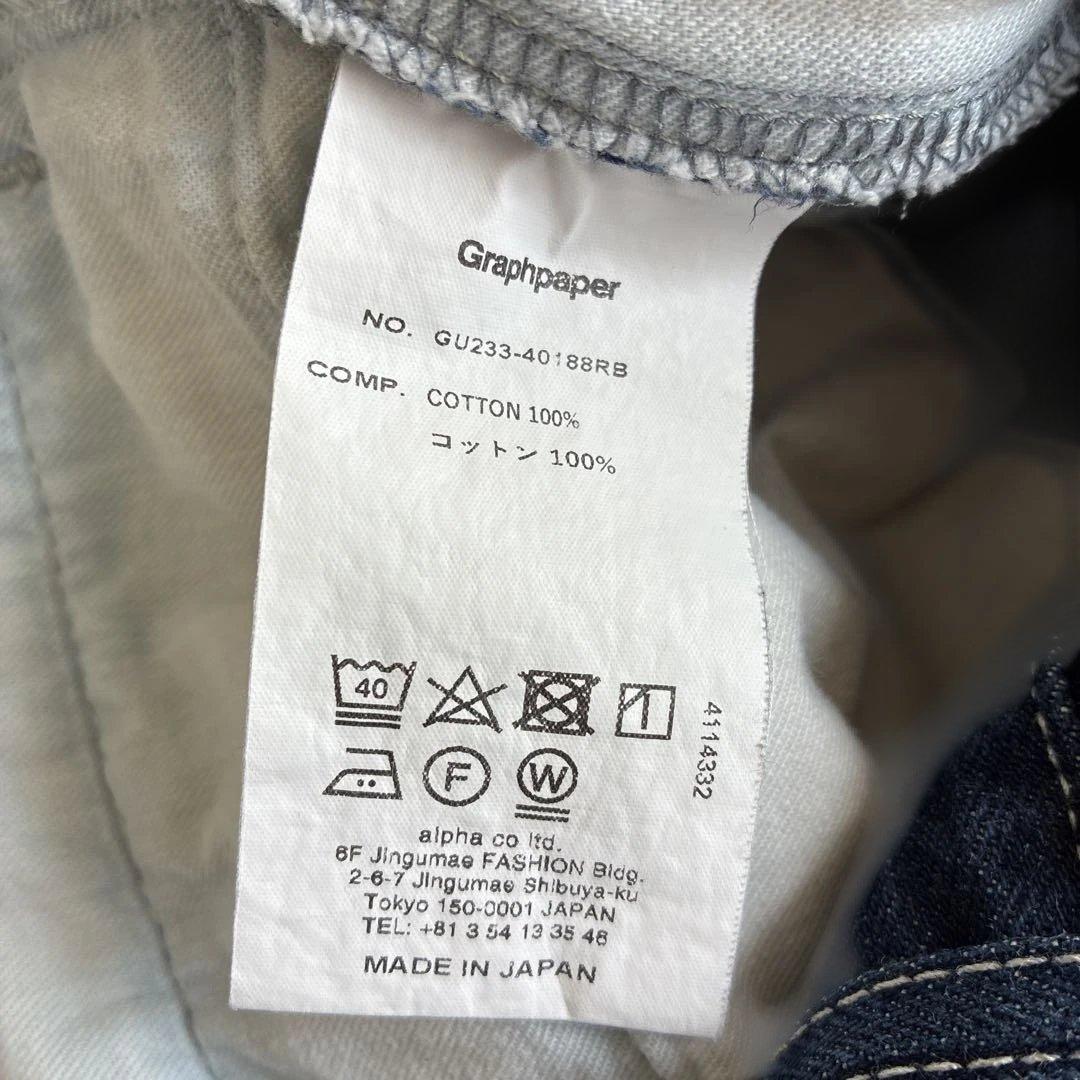 Graphpaper
NO. GU233-40188RB
COMP. COTTON 100%
コットン 100%
40
4114332
F W
alpha co ltd.
6F Jingumae FASHION Bldg.
2-6-7 Jingumae Shibuya-ku
Tokyo 150-0001 JAPAN
TEL: +81 3 54 13 35 46
MADE IN JAPAN